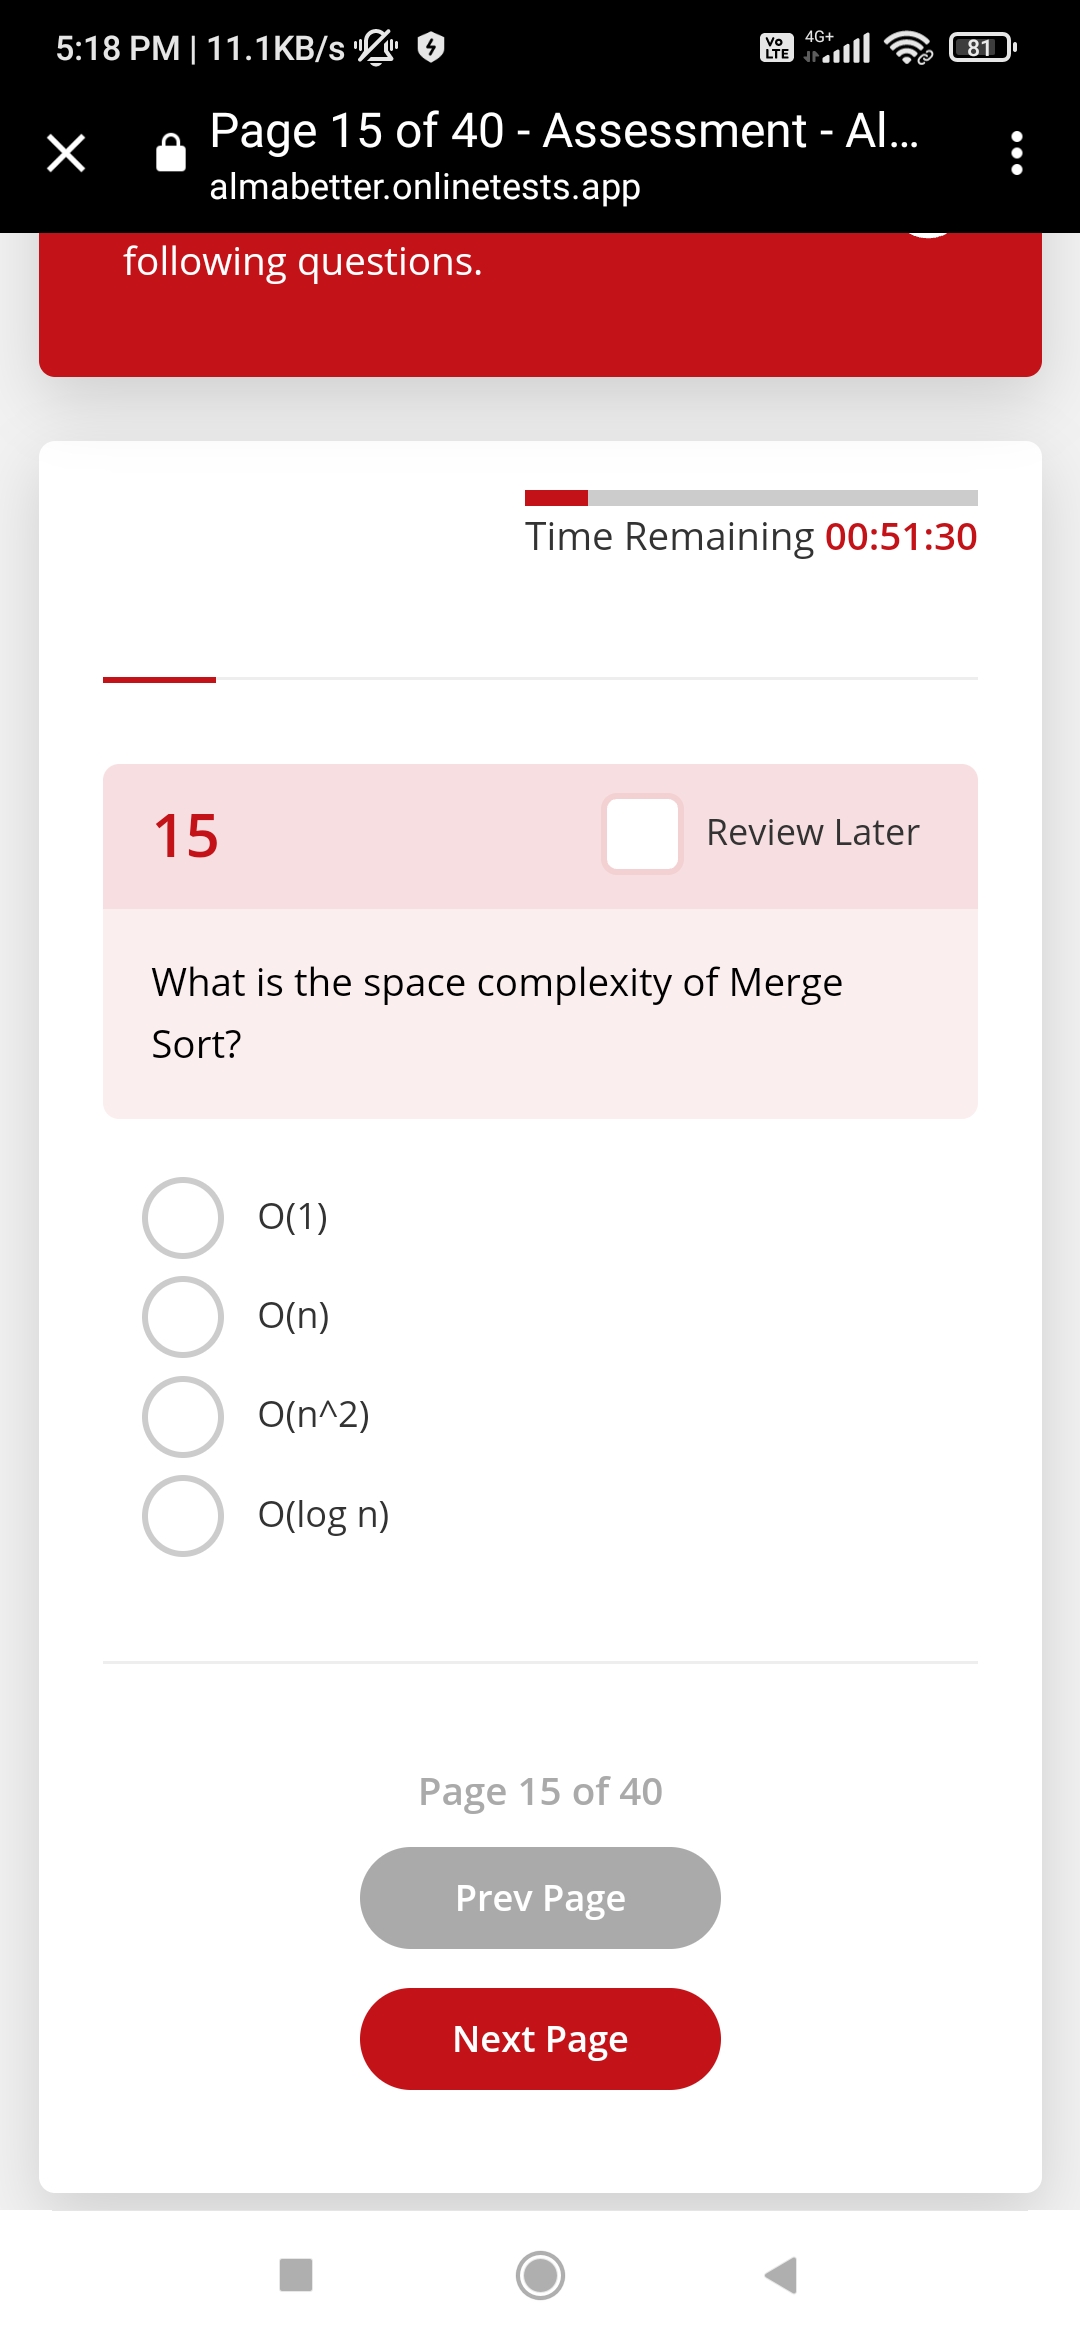 5:18 PM | 11.1KB/s
Vo LTE
4G+
81
Page 15 of 40 - Assessment - Al...
almabetter.onlinetests.app
following questions.
Time Remaining 00:51:30
15
Review Later
What is the space complexity of Merge
Sort?
O(1)
O(n)
O(n^2)
O(log n)
Page 15 of 40
Prev Page
Next Page